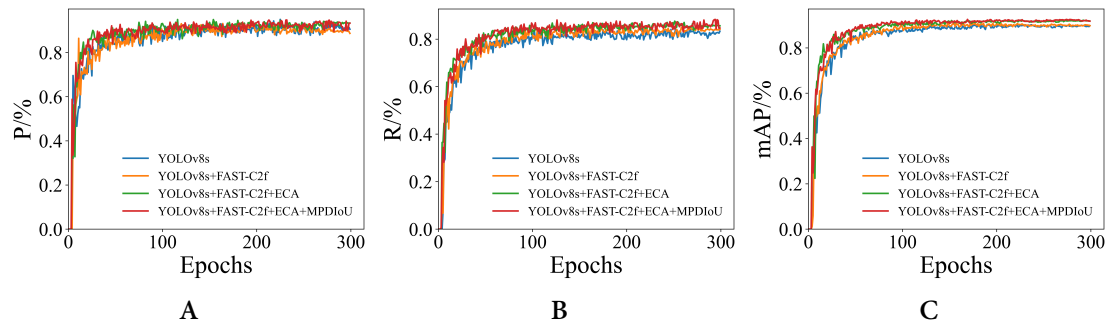 P/%
0.8
0.6
0.4
0.2
0.0
0
100
200
300
Epochs
YOLOv8s
YOLOv8s+FAST-C2f
YOLOv8s+FAST-C2f+ECA
YOLOv8s+FAST-C2f+ECA+MPDIoU
A
R/%
0.8
0.6
0.4
0.2
0.0
0
100
200
300
Epochs
YOLOv8s
YOLOv8s+FAST-C2f
YOLOv8s+FAST-C2f+ECA
YOLOv8s+FAST-C2f+ECA+MPDIoU
B
mAP/%
0.8
0.6
0.4
0.2
0.0
0
100
200
300
Epochs
YOLOv8s
YOLOv8s+FAST-C2f
YOLOv8s+FAST-C2f+ECA
YOLOv8s+FAST-C2f+ECA+MPDIoU
C